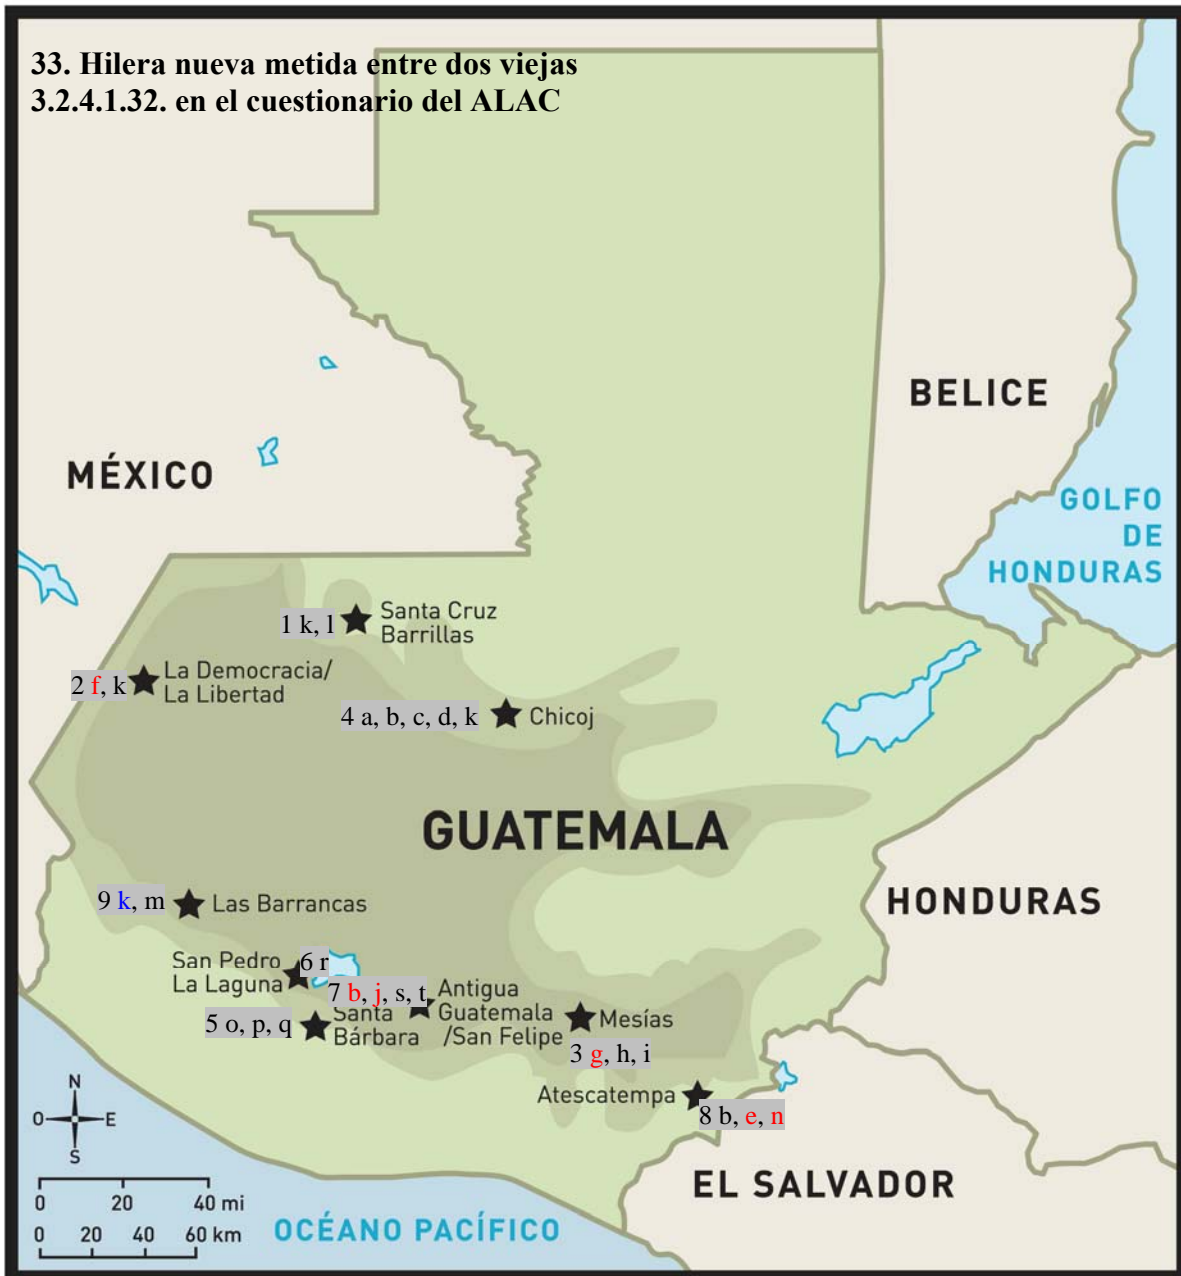 33. Hilera nueva metida entre dos viejas
3.2.4.1.32. en el cuestionario del ALAC
BELICE
MÉXICO
GOLFO
DE
HONDURAS
1 k, l
Santa Cruz
Barrillas
2 f, k
La Democracia/
La Libertad
4 a, b, c, d, k
Chicoj
GUATEMALA
9 k, m
Las Barrancas
HONDURAS
San Pedro
La Laguna
6 r
7 b, j, s, t
Antigua
Guatemala
/San Felipe
5 o, p, q
Santa
Bárbara
Mesías
3 g, h, i
Atescatempa
8 b, e, n
N
O
E
S
EL SALVADOR
0 20 40 mi
0 20 40 60 km
OCÉANO PACÍFICO